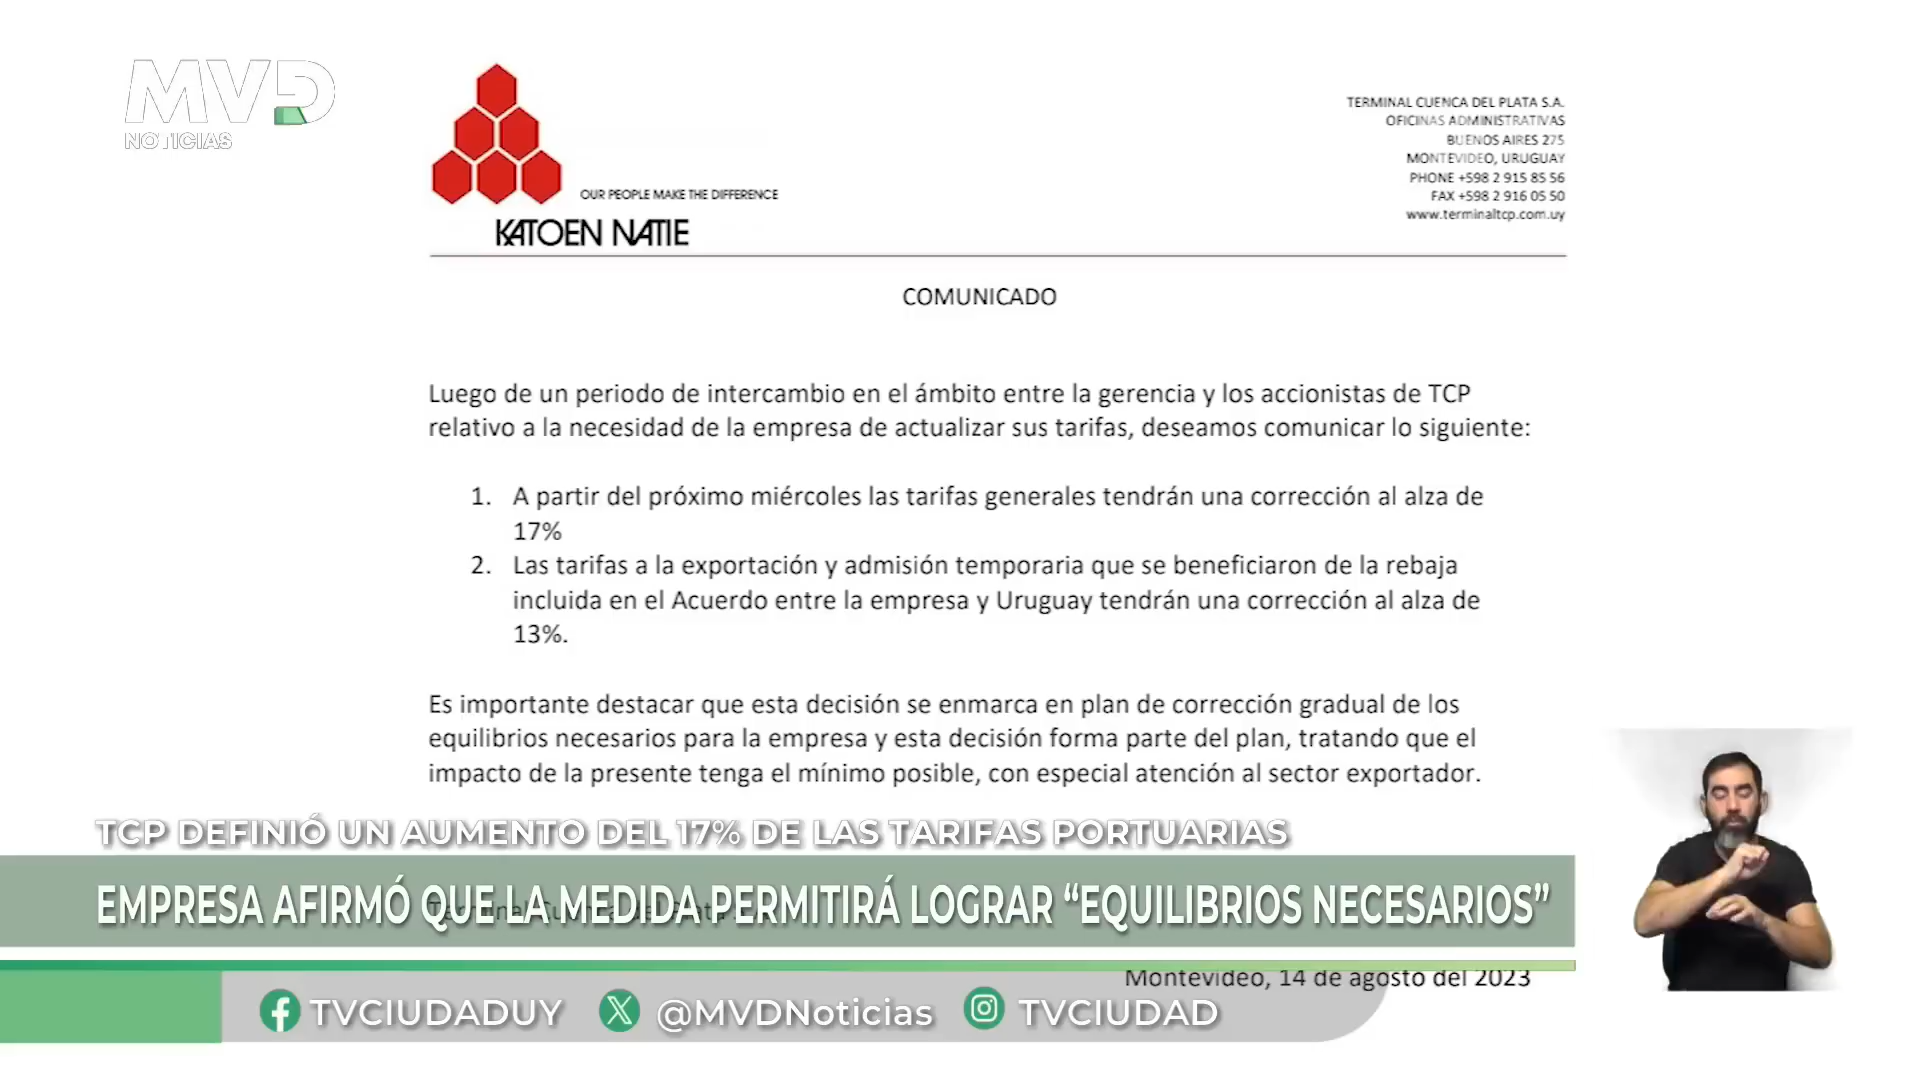 MVD
NOTICIAS
OUR PEOPLE MAKE THE DIFFERENCE
KATOEN NATIE
TERMINAL CUENCA DEL PLATA S.A.
OFICINAS ADMINISTRATIVAS
BUENOS AIRES 275
MONTEVIDEO, URUGUAY
PHONE +598 2 915 85 56
FAX +598 2 916 05 50
www.terminaltcp.com.uy
COMUNICADO
Luego de un periodo de intercambio en el ámbito entre la gerencia y los accionistas de TCP
relativo a la necesidad de la empresa de actualizar sus tarifas, deseamos comunicar lo siguiente:
1. A partir del próximo miércoles las tarifas generales tendrán una corrección al alza de
17%
2. Las tarifas a la exportación y admisión temporaria que se beneficiaron de la rebaja
incluida en el Acuerdo entre la empresa y Uruguay tendrán una corrección al alza de
13%.
Es importante destacar que esta decisión se enmarca en plan de corrección gradual de los
equilibrios necesarios para la empresa y esta decisión forma parte del plan, tratando que el
impacto de la presente tenga el mínimo posible, con especial atención al sector exportador.
TCP DEFINIÓ UN AUMENTO DEL 17% DE LAS TARIFAS PORTUARIAS
EMPRESA AFIRMÓ QUE LA MEDIDA PERMITIRÁ LOGRAR “EQUILIBRIOS NECESARIOS”
Montevideo, 14 de agosto del 2023
TVCIUDADUY @MVDNoticias TVCIUDAD